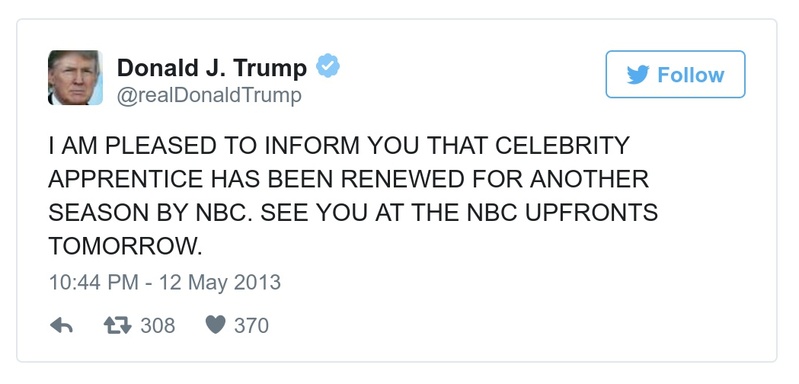 Donald J. Trump
@realDonaldTrump
Follow
I AM PLEASED TO INFORM YOU THAT CELEBRITY
APPRENTICE HAS BEEN RENEWED FOR ANOTHER
SEASON BY NBC. SEE YOU AT THE NBC UPFRONTS
TOMORROW.
10:44 PM - 12 May 2013
308 370